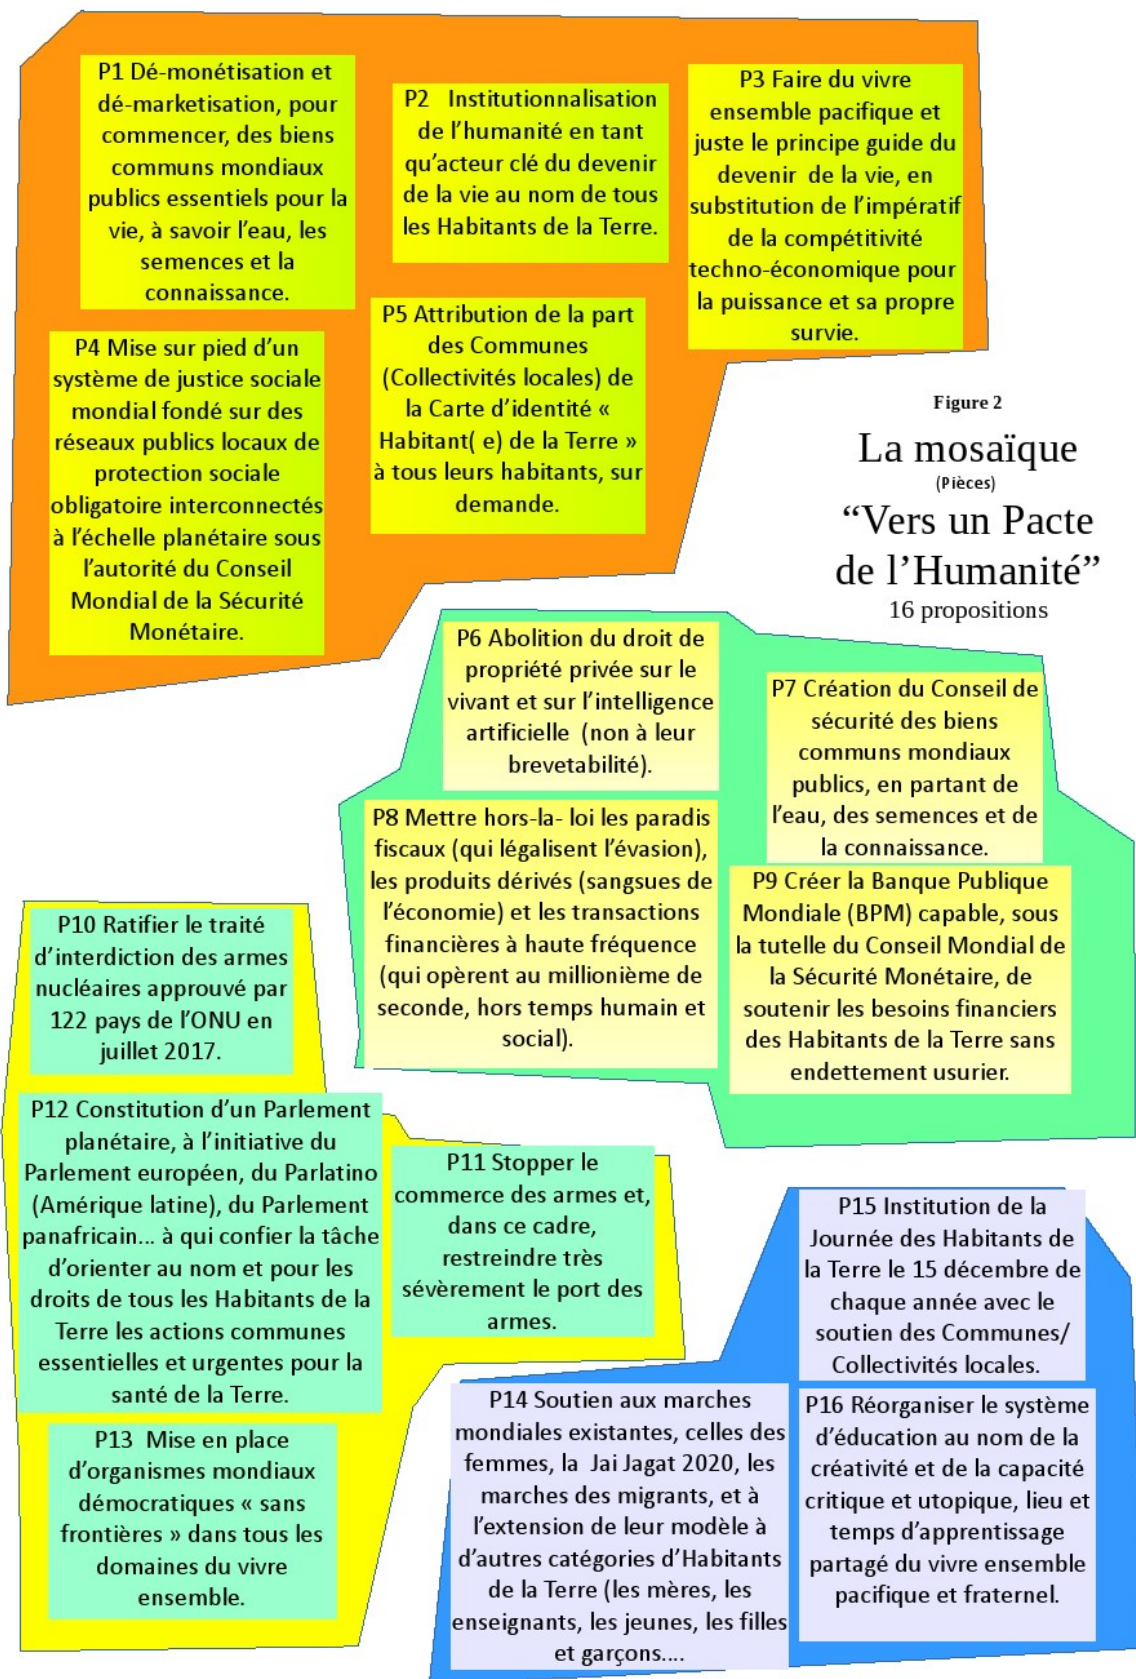 P1 Dé-monétisation et
dé-marketisation, pour
commencer, des biens
communs mondiaux
publics essentiels pour la
vie, à savoir l’eau, les
semences et la
connaissance.
P2 Institutionnalisation
de l’humanité en tant
qu’acteur clé du devenir
de la vie au nom de tous
les Habitants de la Terre.
P3 Faire du vivre
ensemble pacifique et
juste le principe guide du
devenir de la vie, en
substitution de l’impératif
de la compétitivité
techno-économique pour
la puissance et sa propre
survie.
P4 Mise sur pied d’un
système de justice sociale
mondial fondé sur des
réseaux publics locaux de
protection sociale
obligatoire interconnectés
à l’échelle planétaire sous
l’autorité du Conseil
Mondial de la Sécurité
Monétaire.
P5 Attribution de la part
des Communes
(Collectivités locales) de
la Carte d’identité «
Habitant( e) de la Terre »
à tous leurs habitants, sur
demande.
Figure 2
La mosaïque
(Pièces)
“Vers un Pacte
de l’Humanité”
16 propositions
P6 Abolition du droit de
propriété privée sur le
vivant et sur l’intelligence
artificielle (non à leur
brevetabilité).
P7 Création du Conseil de
sécurité des biens
communs mondiaux
publics, en partant de
l’eau, des semences et de
la connaissance.
P8 Mettre hors-la- loi les paradis
fiscaux (qui légalisent l’évasion),
les produits dérivés (sangsues de
l’économie) et les transactions
financières à haute fréquence
(qui opèrent au millionième de
seconde, hors temps humain et
social).
P9 Créer la Banque Publique
Mondiale (BPM) capable, sous
la tutelle du Conseil Mondial de
la Sécurité Monétaire, de
soutenir les besoins financiers
des Habitants de la Terre sans
endettement usurier.
P10 Ratifier le traité
d’interdiction des armes
nucléaires approuvé par
122 pays de l’ONU en
juillet 2017.
P12 Constitution d’un Parlement
planétaire, à l’initiative du
Parlement européen, du Parlatino
(Amérique latine), du Parlement
panafricain... à qui confier la tâche
d’orienter au nom et pour les
droits de tous les Habitants de la
Terre les actions communes
essentielles et urgentes pour la
santé de la Terre.
P11 Stopper le
commerce des armes et,
dans ce cadre,
restreindre très
sévèrement le port des
armes.
P13 Mise en place
d’organismes mondiaux
démocratiques « sans
frontières » dans tous les
domaines du vivre
ensemble.
P15 Institution de la
Journée des Habitants de
la Terre le 15 décembre de
chaque année avec le
soutien des Communes/
Collectivités locales.
P14 Soutien aux marches
mondiales existantes, celles des
femmes, la Jai Jagat 2020, les
marches des migrants, et à
l’extension de leur modèle à
d’autres catégories d’Habitants
de la Terre (les mères, les
enseignants, les jeunes, les filles
et garçons....
P16 Réorganiser le système
d’éducation au nom de la
créativité et de la capacité
critique et utopique, lieu et
temps d’apprentissage
partagé du vivre ensemble
pacifique et fraternel.